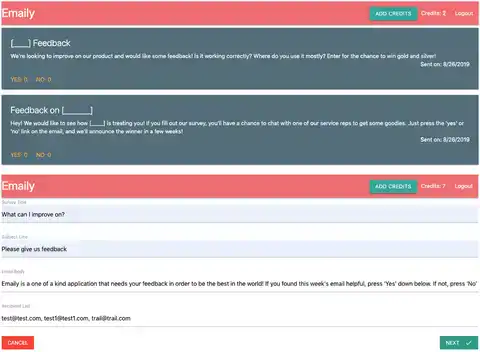 Emaily ADD CREDITS Credits: 2 Logout
[____] Feedback
We're looking to improve on our product and would like some feedback! Is it working correctly? Where do you use it mostly? Enter for the chance to win gold and silver!
Sent on: 8/26/2019
YES: 0 NO: 0
Feedback on [______]
Hey! We would like to see how [____] is treating you! If you fill out our survey, you'll have a chance to chat with one of our service reps to get some goodies. Just press the 'yes' or
'no' link on the email, and we'll announce the winner in a few weeks!
Sent on: 8/26/2019
YES: 0 NO: 0
Emaily ADD CREDITS Credits: 7 Logout
Survey Title
What can I improve on?
Subject Line
Please give us feedback
Email Body
Emaily is a one of a kind application that needs your feedback in order to be the best in the world! If you found this week's email helpful, press 'Yes' down below. If not, press 'No'
Recipient List
test@test.com, test1@test1.com, trail@trail.com
CANCEL NEXT